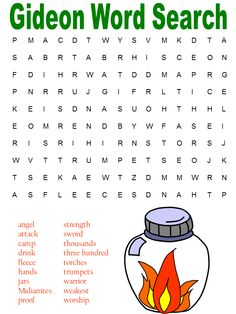 Gideon Word Search
P M A C D T W Y S V M K D T A
S A B R T A B R H I S C E O N
F D I H R W A T D D M A P R G
P N R R U J G I F R L T I C E
K E I S D N A S U O H T H H L
E O M R E N D B Y W F A S E I
R I S R I H I R N S T O R S J
W V T T R U M P E T S E O J K
T S E K A E W T Z D M M W R N
A S F L E E C E S D N A H T P
angel strength
attack sword
camp thousands
drink three hundred
fleece torches
hands trumpets
jars warrior
Midianites weakest
proof worship